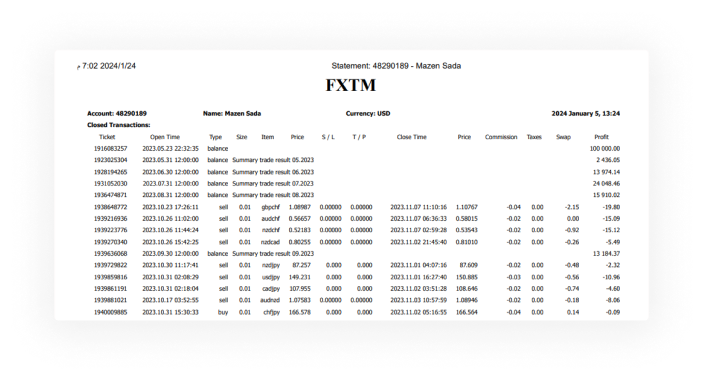 م 7:02 2024/1/24 Statement: 48290189 - Mazen Sada
FXTM
Account: 48290189 Name: Mazen Sada Currency: USD 2024 January 5, 13:24
Closed Transactions:
Ticket Open Time Type Size Item Price S / L T / P Close Time Price Commission Taxes Swap Profit
1916083257 2023.05.23 22:32:35 balance 100 000.00
1923025304 2023.05.31 12:00:00 balance Summary trade result 05.2023 2 436.05
1928194265 2023.06.30 12:00:00 balance Summary trade result 06.2023 13 974.14
1931052030 2023.07.31 12:00:00 balance Summary trade result 07.2023 24 048.46
1936474871 2023.08.31 12:00:00 balance Summary trade result 08.2023 15 910.02
1938648772 2023.10.23 17:26:11 sell 0.01 gbpchf 1.08987 0.00000 0.00000 2023.11.07 11:10:16 1.10767 -0.04 0.00 -2.15 -19.80
1939216936 2023.10.26 11:02:00 sell 0.01 audchf 0.56657 0.00000 0.00000 2023.11.07 06:36:33 0.58015 -0.02 0.00 0.00 -15.09
1939223776 2023.10.26 11:44:24 sell 0.01 nzdchf 0.52183 0.00000 0.00000 2023.11.07 02:59:28 0.53543 -0.02 0.00 -0.92 -15.12
1939270340 2023.10.26 15:42:25 sell 0.01 nzdcad 0.80255 0.00000 0.00000 2023.11.02 21:45:40 0.81010 -0.02 0.00 -0.26 -5.49
1939636068 2023.09.30 12:00:00 balance Summary trade result 09.2023 13 184.37
1939729822 2023.10.30 11:17:41 sell 0.01 nzdjpy 87.257 0.000 0.000 2023.11.01 04:07:16 87.609 -0.02 0.00 -0.48 -2.32
1939859816 2023.10.31 02:08:29 sell 0.01 usdjpy 149.231 0.000 0.000 2023.11.01 16:27:40 150.885 -0.03 0.00 -0.56 -10.96
1939861191 2023.10.31 02:18:04 sell 0.01 cadjpy 107.955 0.000 0.000 2023.11.02 03:51:28 108.646 -0.02 0.00 -0.74 -4.60
1939881021 2023.10.17 03:52:55 sell 0.01 audnzd 1.07583 0.00000 0.00000 2023.11.03 10:57:59 1.08946 -0.02 0.00 -0.18 -8.06
1940009885 2023.10.31 15:30:33 buy 0.01 chfjpy 166.578 0.000 0.000 2023.11.02 05:16:55 166.564 -0.04 0.00 0.14 -0.09